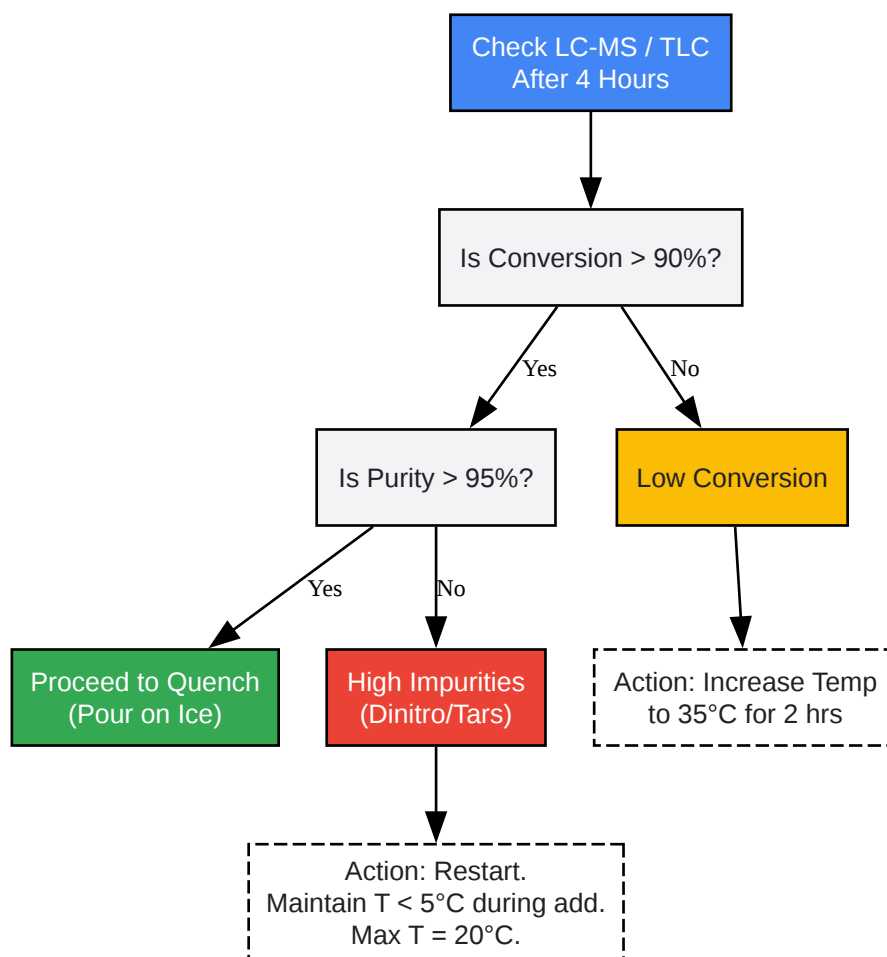 Check LC-MS / TLC
After 4 Hours
Is Conversion > 90%?
Yes
No
Is Purity > 95%?
Low Conversion
Yes
No
Proceed to Quench
(Pour on Ice)
High Impurities
(Dinitro/Tars)
Action: Increase Temp
to 35°C for 2 hrs
Action: Restart.
Maintain T < 5°C during add.
Max T = 20°C.